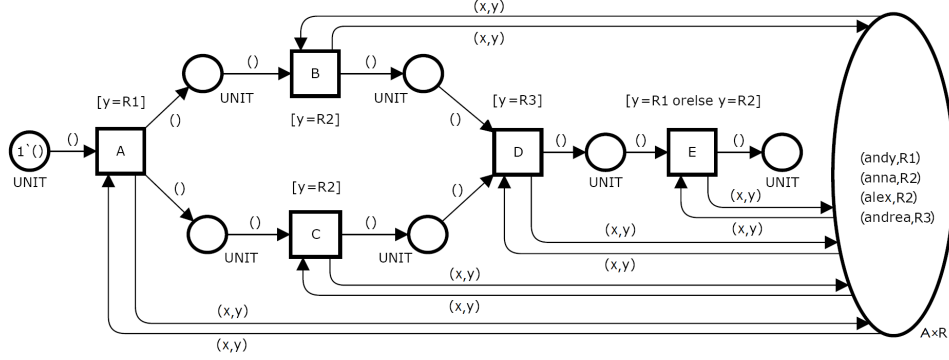 (x,y)
(x,y)
() B ()
[y=R1] UNIT UNIT [y=R3] [y=R1 orelse y=R2]
() [y=R2] ()
1`() () A D () () E ()
UNIT UNIT UNIT
(andy,R1)
(anna,R2)
(alex,R2)
(andrea,R3)
() [y=R2] () (x,y)
() C () (x,y)
UNIT UNIT (x,y)
(x,y)
(x,y)
(x,y)
(x,y)
(x,y)
A×R